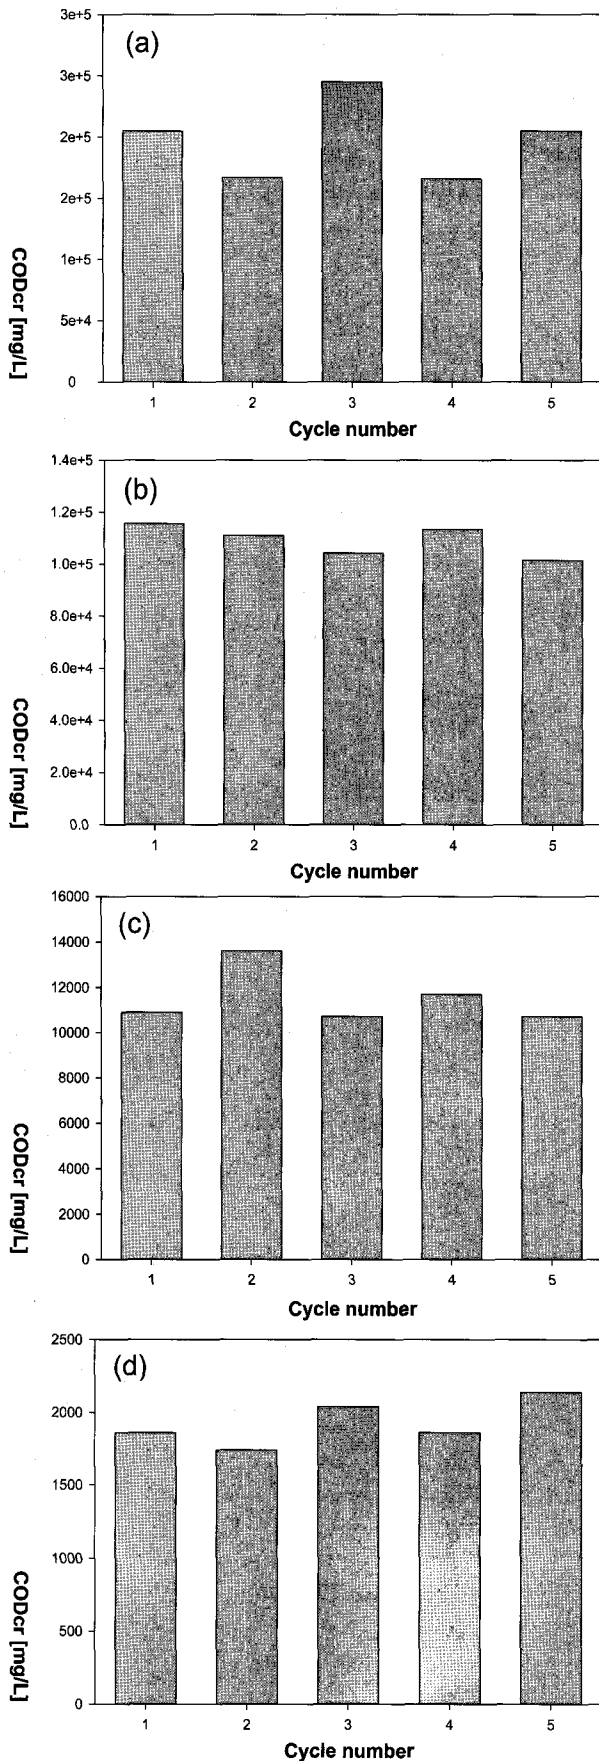 (a)
3e+5
3e+5
2e+5
2e+5
1e+5
5e+4
0
CODcr [mg/L]
1 2 3 4 5
Cycle number
(b)
1.4e+5
1.2e+5
1.0e+5
8.0e+4
6.0e+4
4.0e+4
2.0e+4
0.0
CODcr [mg/L]
1 2 3 4 5
Cycle number
(c)
16000
14000
12000
10000
8000
6000
4000
2000
0
CODcr [mg/L]
1 2 3 4 5
Cycle number
(d)
2500
2000
1500
1000
500
0
CODcr [mg/L]
1 2 3 4 5
Cycle number